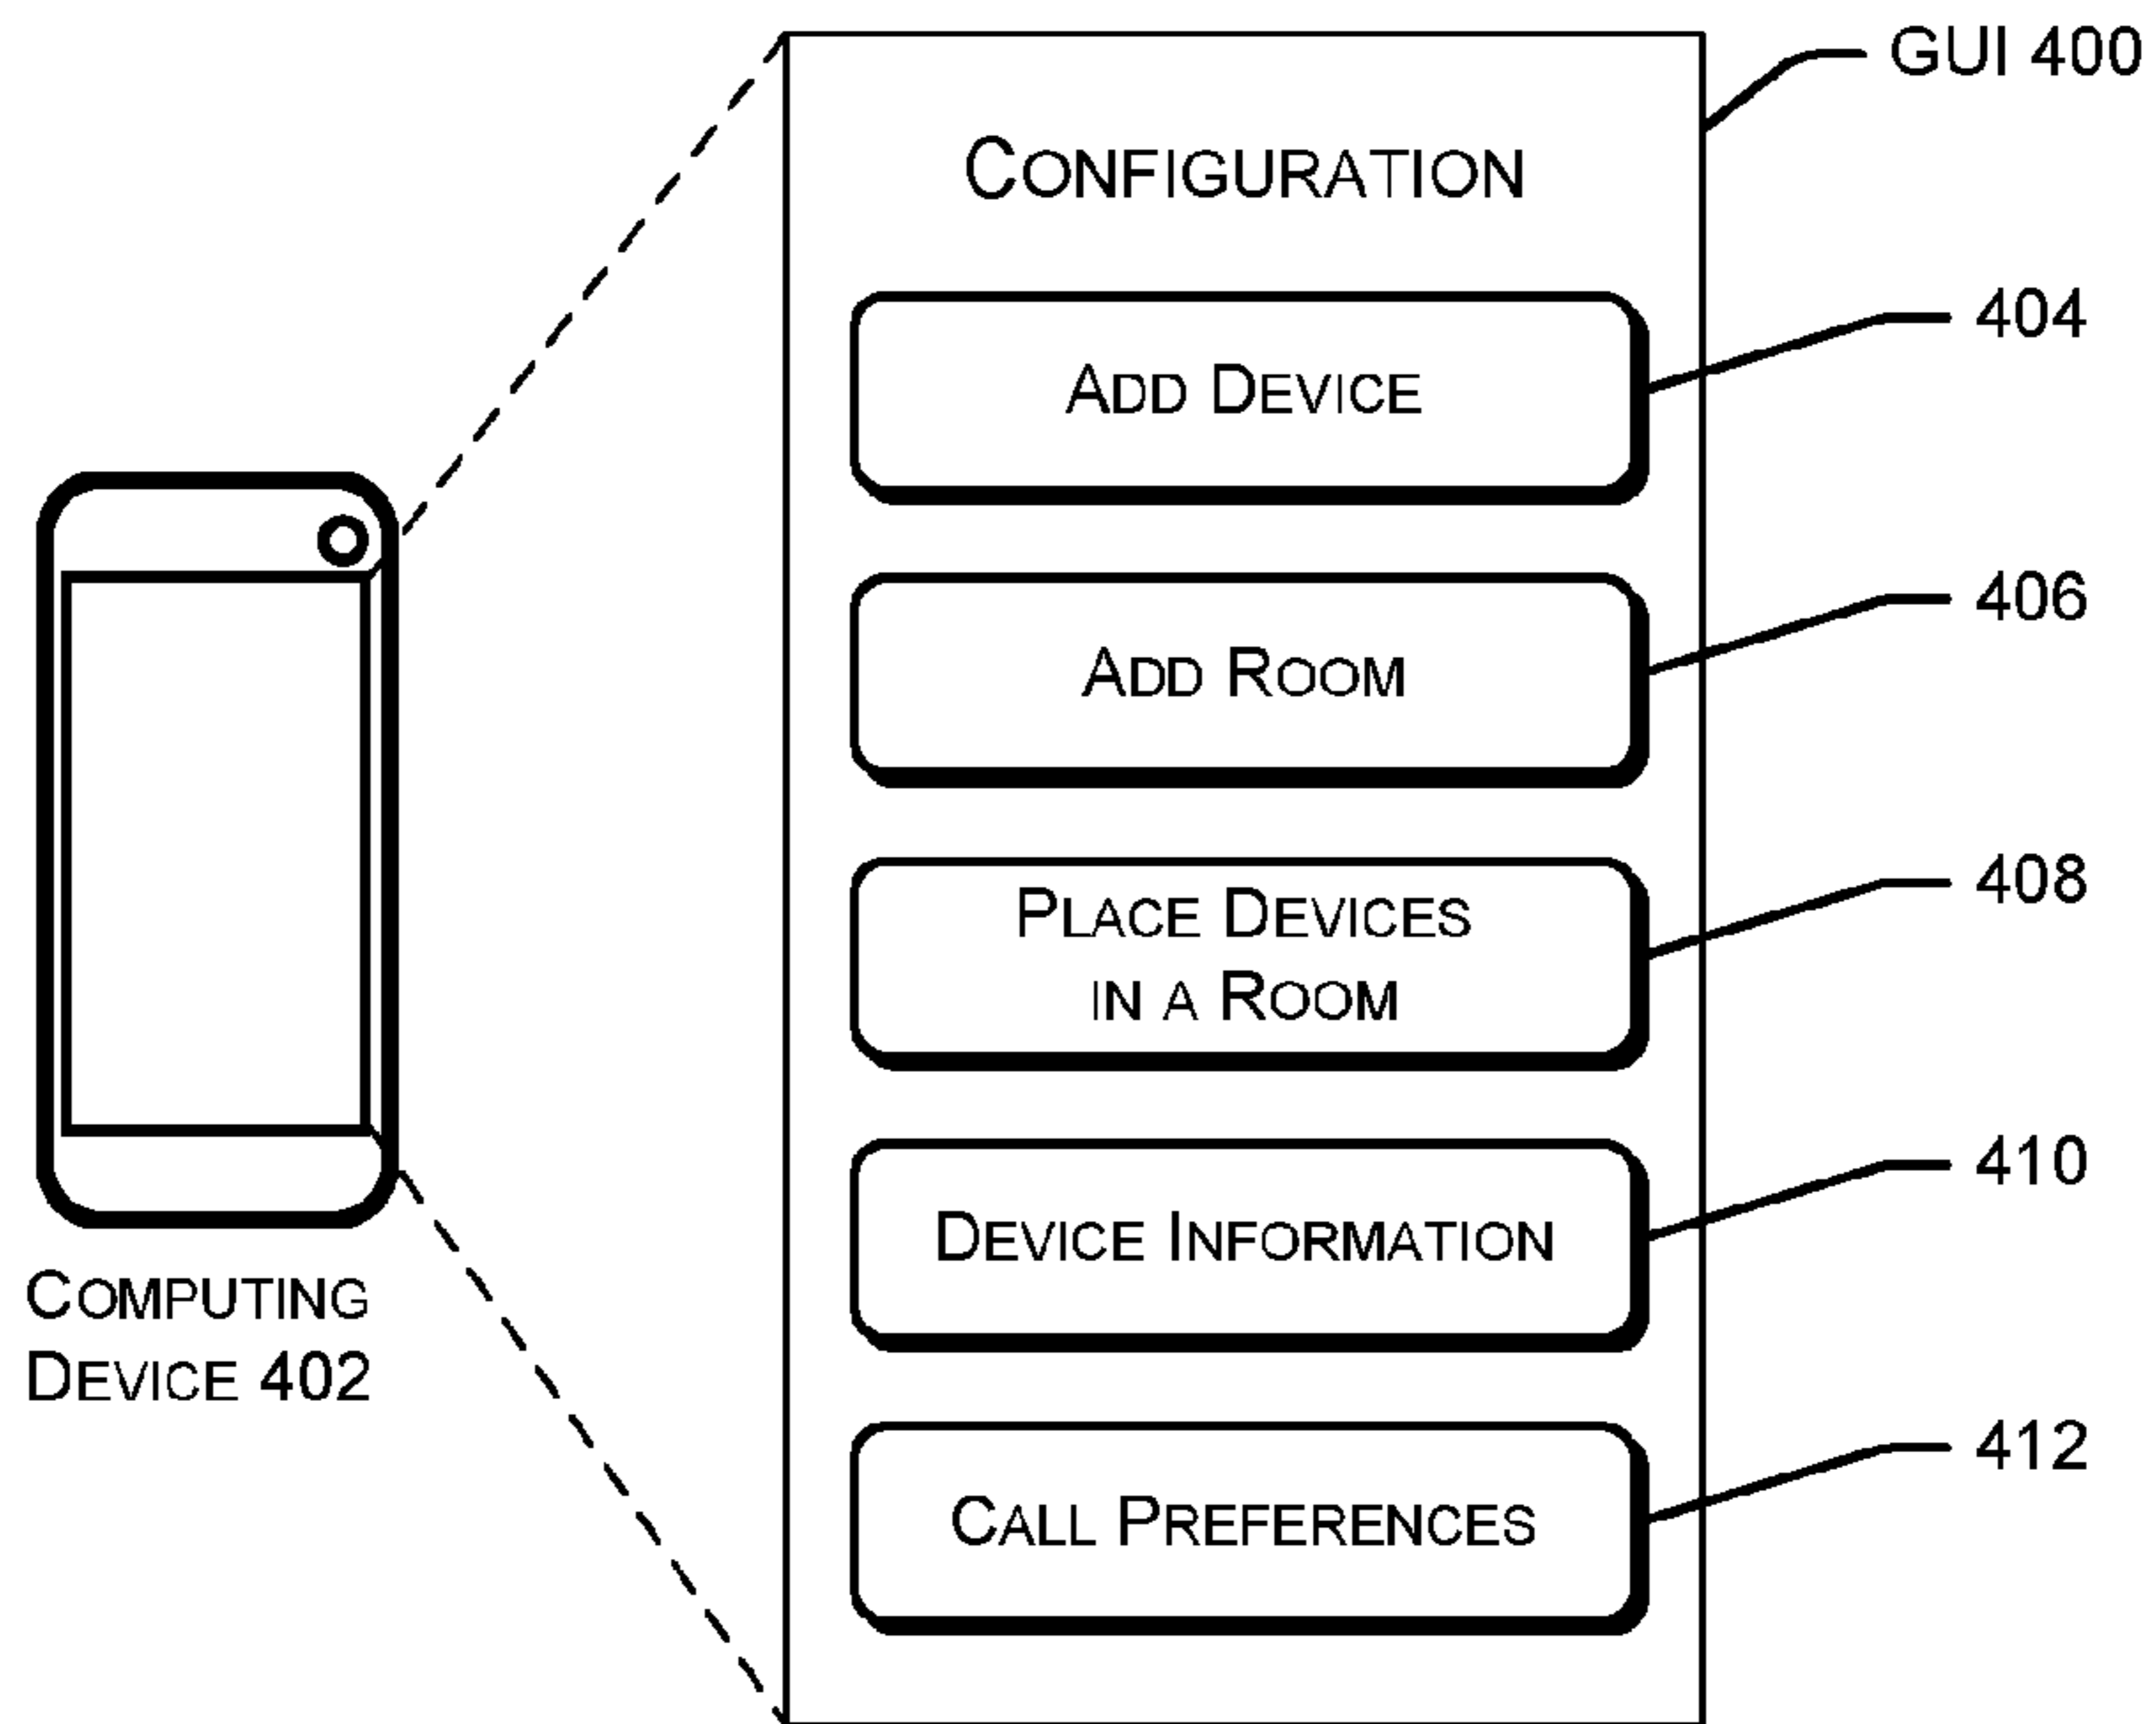 GUI 400
CONFIGURATION
ADD DEVICE
404
ADD ROOM
406
PLACE DEVICES
IN A ROOM
408
DEVICE INFORMATION
410
CALL PREFERENCES
412
COMPUTING
DEVICE 402